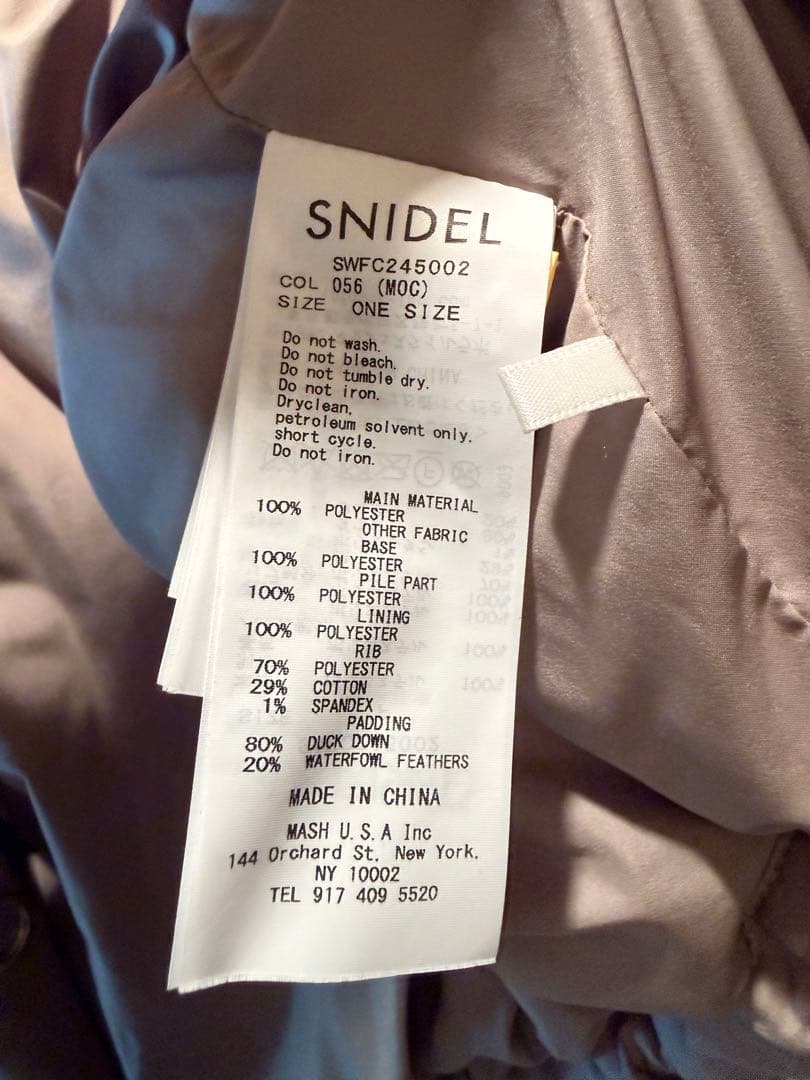 SNIDEL
SWFC245002
COL 056 (MOC)
SIZE ONE SIZE
Do not wash.
Do not bleach.
Do not tumble dry.
Do not iron.
Dryclean,
petroleum solvent only.
short cycle.
Do not iron.
MAIN MATERIAL
100% POLYESTER
OTHER FABRIC
BASE
100% POLYESTER
PILE PART
100% POLYESTER
LINING
100% POLYESTER
RIB
70% POLYESTER
29% COTTON
1% SPANDEX
PADDING
80% DUCK DOWN
20% WATERFOWL FEATHERS
MADE IN CHINA
MASH U.S.A Inc
144 Orchard St. New York.
NY 10002
TEL 917 409 5520